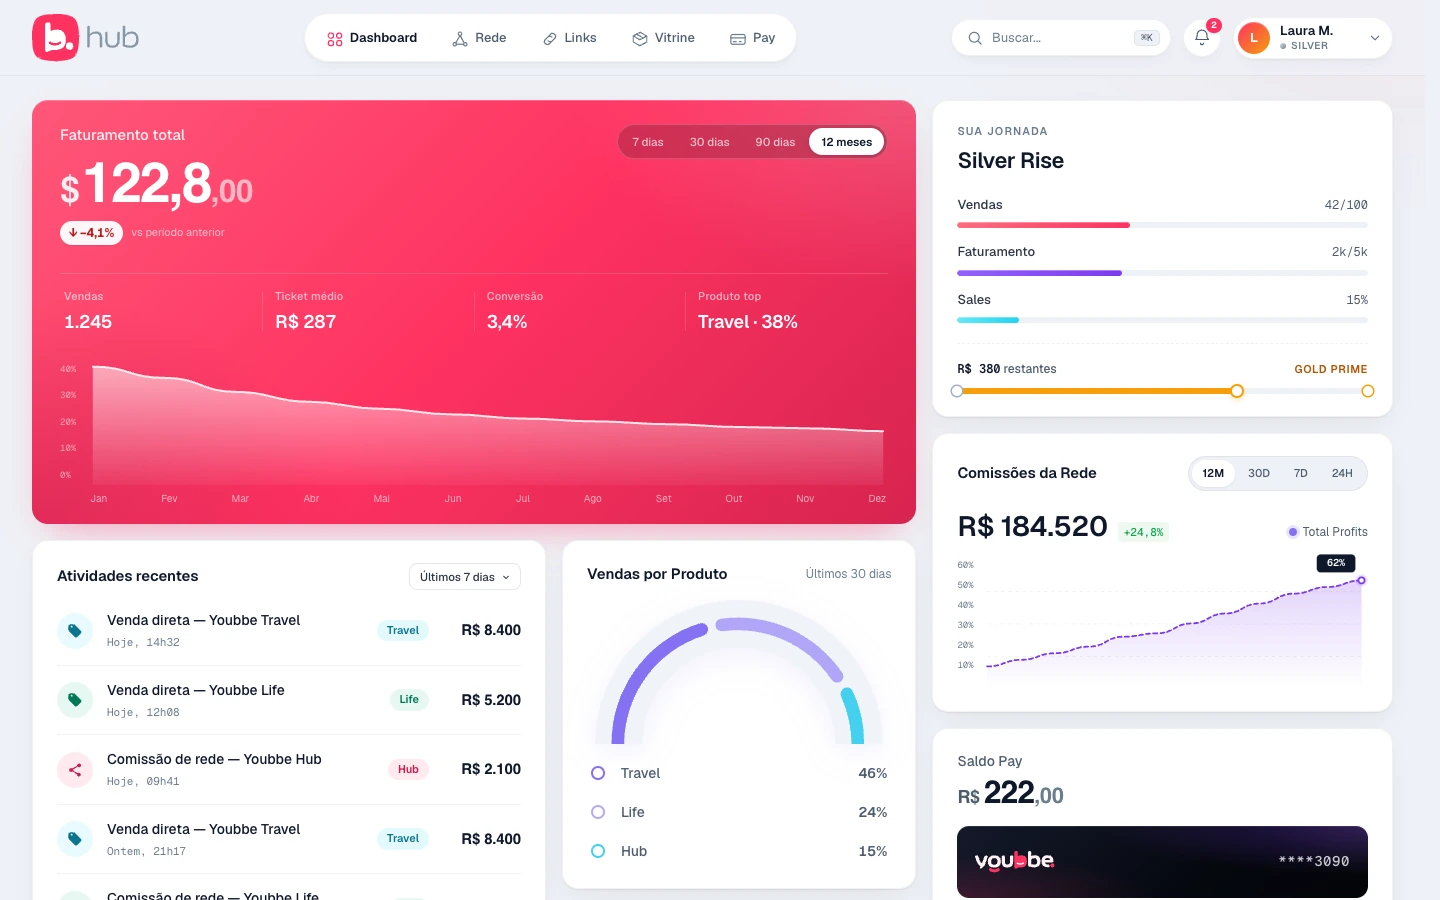 b. hub
Dashboard
Rede
Links
Vitrine
Pay
Buscar...
⌘K
2
L
Laura M.
SILVER
Faturamento total
7 dias
30 dias
90 dias
12 meses
$122,8,00
↓ −4,1%
vs período anterior
Vendas
1.245
Ticket médio
R$ 287
Conversão
3,4%
Produto top
Travel · 38%
40%
30%
20%
10%
0%
Jan Fev Mar Abr Mai Jun Jul Ago Set Out Nov Dez
SUA JORNADA
Silver Rise
Vendas 42/100
Faturamento 2k/5k
Sales 15%
R$ 380 restantes GOLD PRIME
Comissões da Rede
12M 30D 7D 24H
R$ 184.520 +24,8%
Total Profits
62%
60%
50%
40%
30%
20%
10%
Atividades recentes
Últimos 7 dias
Venda direta — Youbbe Travel
Hoje, 14h32
Travel
R$ 8.400
Venda direta — Youbbe Life
Hoje, 12h08
Life
R$ 5.200
Comissão de rede — Youbbe Hub
Hoje, 09h41
Hub
R$ 2.100
Venda direta — Youbbe Travel
Ontem, 21h17
Travel
R$ 8.400
Comissão de rede — Youbbe Life
Vendas por Produto
Últimos 30 dias
Travel 46%
Life 24%
Hub 15%
Saldo Pay
R$ 222,00
youbbe.
****3090